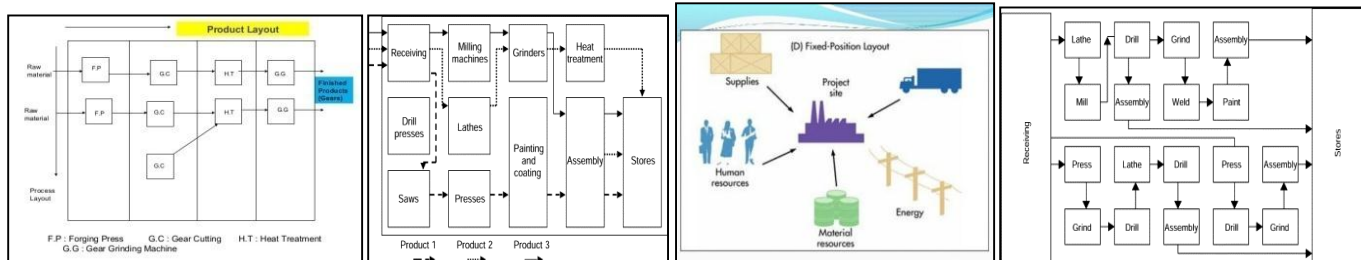 Product Layout
Raw
material
F.P
G.C
H.T
G.G
Finished
Products
(Gears)
Raw
material
F.P
G.C
H.T
G.G
G.C
Process
Layout
F.P : Forging Press G.C : Gear Cutting H.T : Heat Treatment
G.G : Gear Grinding Machine
Receiving
Milling
machines
Grinders
Heat
treatment
Drill
presses
Lathes
Painting
and
coating
Assembly
Stores
Saws
Presses
Product 1 Product 2 Product 3
(D) Fixed-Position Layout
Supplies
Project
site
Human
resources
Energy
Material
resources
Receiving
Lathe
Drill
Grind
Assembly
Mill
Assembly
Weld
Paint
Press
Lathe
Drill
Press
Assembly
Grind
Drill
Assembly
Drill
Grind
Stores